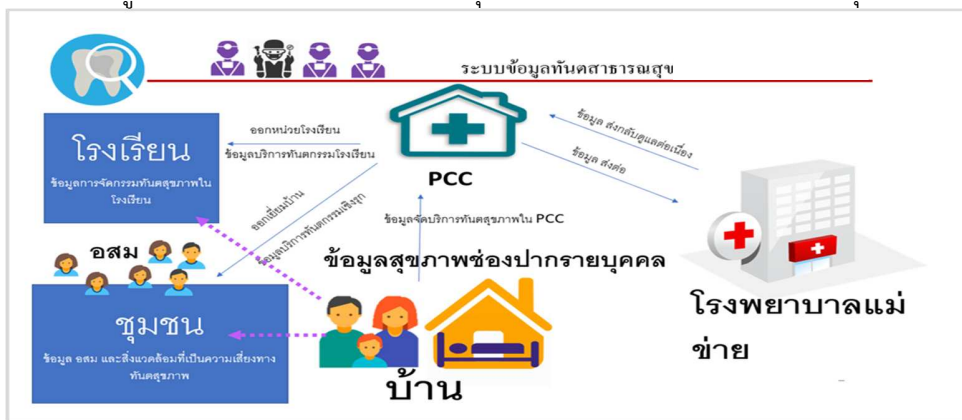 ระบบข้อมูลทันตสาธารณสุข
โรงเรียน
ข้อมูลการจัดกรรมทันตสุขภาพใน
โรงเรียน
ออกหน่วยโรงเรียน
ข้อมูลบริการทันตกรรมโรงเรียน
PCC
ข้อมูล ส่งกลับดูแลต่อเนื่อง
ข้อมูล ส่งต่อ
ออกเยี่ยมบ้าน
ข้อมูลบริการทันตกรรมเชิงรุก
ข้อมูลจัดบริการทันตสุขภาพใน PCC
อสม
ข้อมูลสุขภาพช่องปากรายบุคคล
ชุมชน
ข้อมูล อสม และสิ่งแวดล้อมที่เป็นความเสี่ยงทาง
ทันตสุขภาพ
บ้าน
โรงพยาบาลแม่
ข่าย